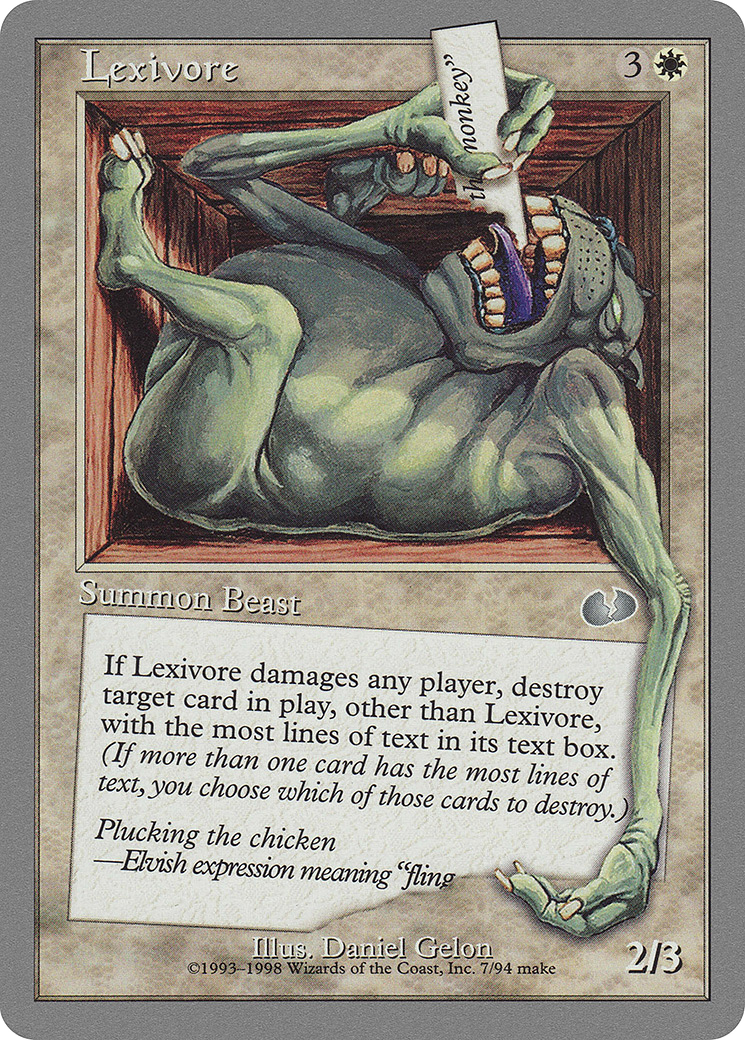 Lexivore 3
the monkey”
Summon Beast
If Lexivore damages any player, destroy
target card in play, other than Lexivore,
with the most lines of text in its text box.
(If more than one card has the most lines of
text, you choose which of those cards to destroy.)
Plucking the chicken
—Elvish expression meaning “fling
Illus. Daniel Gelon
©1993–1998 Wizards of the Coast, Inc. 7/94 make
2/3